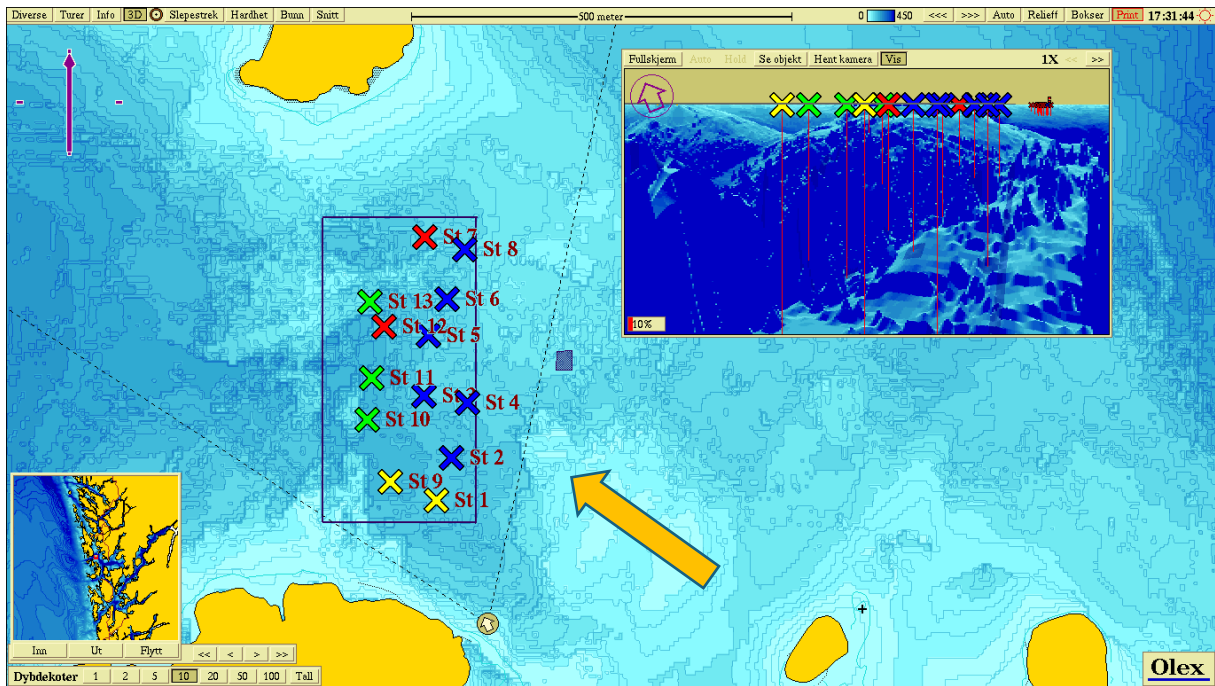 Diverse Turer Info 3D Slepestrek Hardhet Bunn Snitt 500 meter 0 450 <<< >>> Auto Relieff Bokser Print 17:31:44
Fullskjerm Auto Hold Se objekt Hent kamera Vis 1X << >>
10%
St 7
St 8
St 6
St 13
St 12
St 5
St 11
St 3
St 4
St 10
St 2
St 9
St 1
Inn Ut Flytt << < > >>
Dybdekoter 1 2 5 10 20 50 100 Tall
Olex